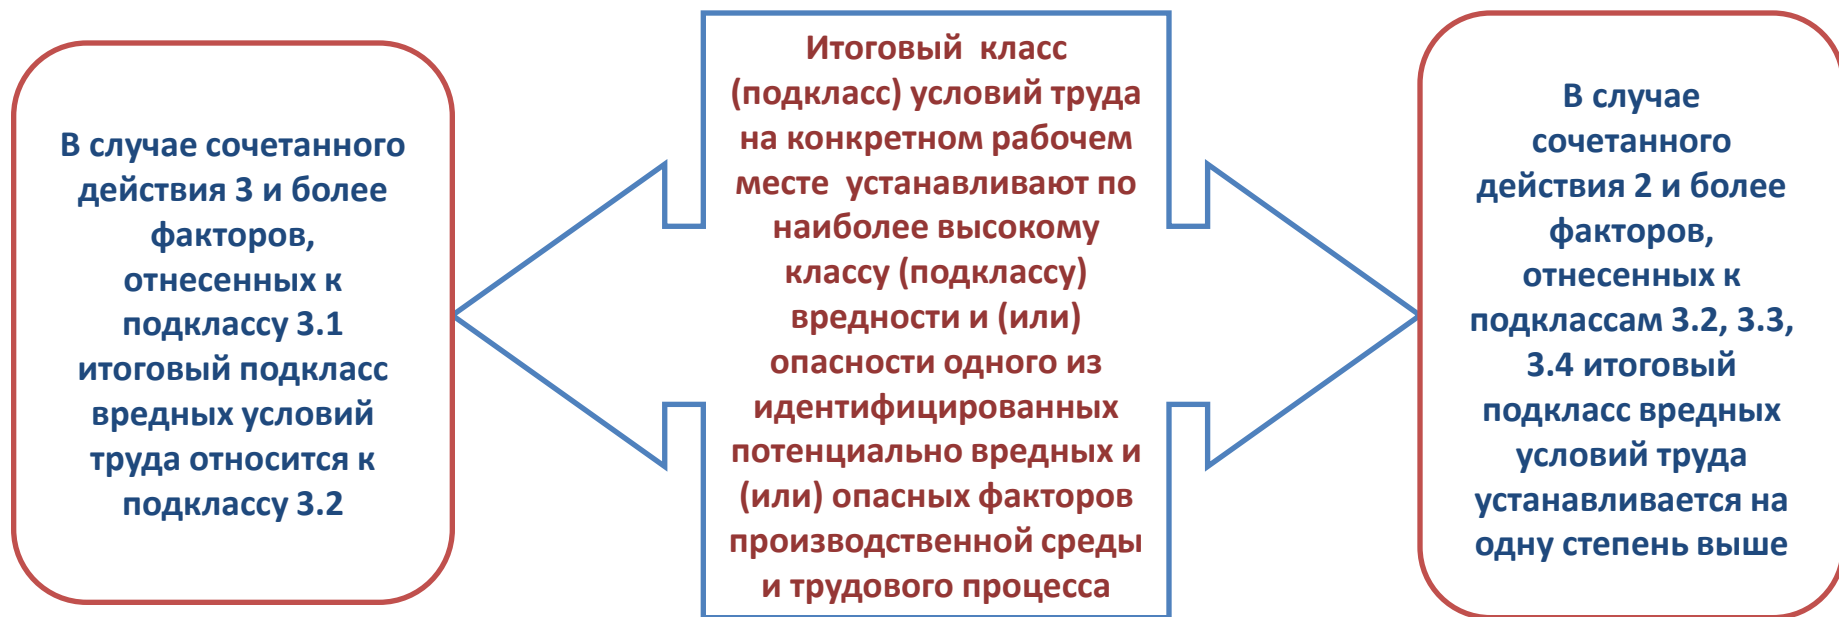 В случае сочетанного
действия 3 и более
факторов,
отнесенных к
подклассу 3.1
итоговый подкласс
вредных условий
труда относится к
подклассу 3.2
Итоговый класс
(подкласс) условий труда
на конкретном рабочем
месте устанавливают по
наиболее высокому
классу (подклассу)
вредности и (или)
опасности одного из
идентифицированных
потенциально вредных и
(или) опасных факторов
производственной среды
и трудового процесса
В случае
сочетанного
действия 2 и более
факторов,
отнесенных к
подклассам 3.2, 3.3,
3.4 итоговый
подкласс вредных
условий труда
устанавливается на
одну степень выше